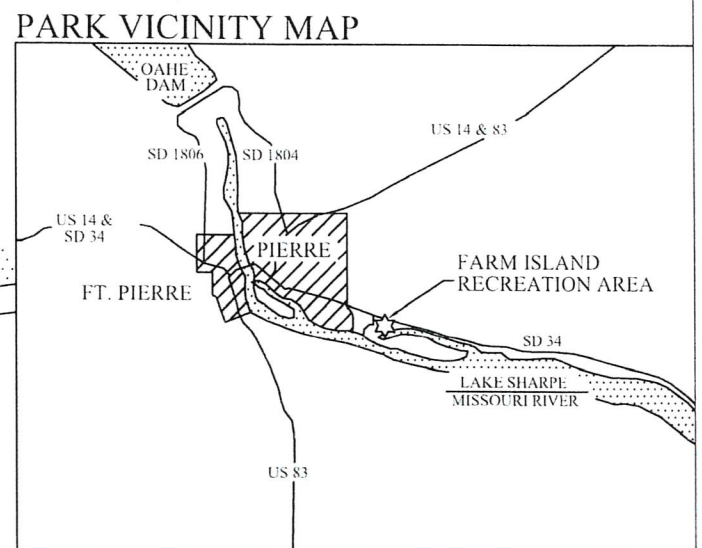 PARK VICINITY MAP
OAHE
DAM
US 14 & 83
SD 1806
SD 1804
US 14 &
SD 34
PIERRE
FT. PIERRE
FARM ISLAND
RECREATION AREA
SD 34
LAKE SHARPE
MISSOURI RIVER
US 83